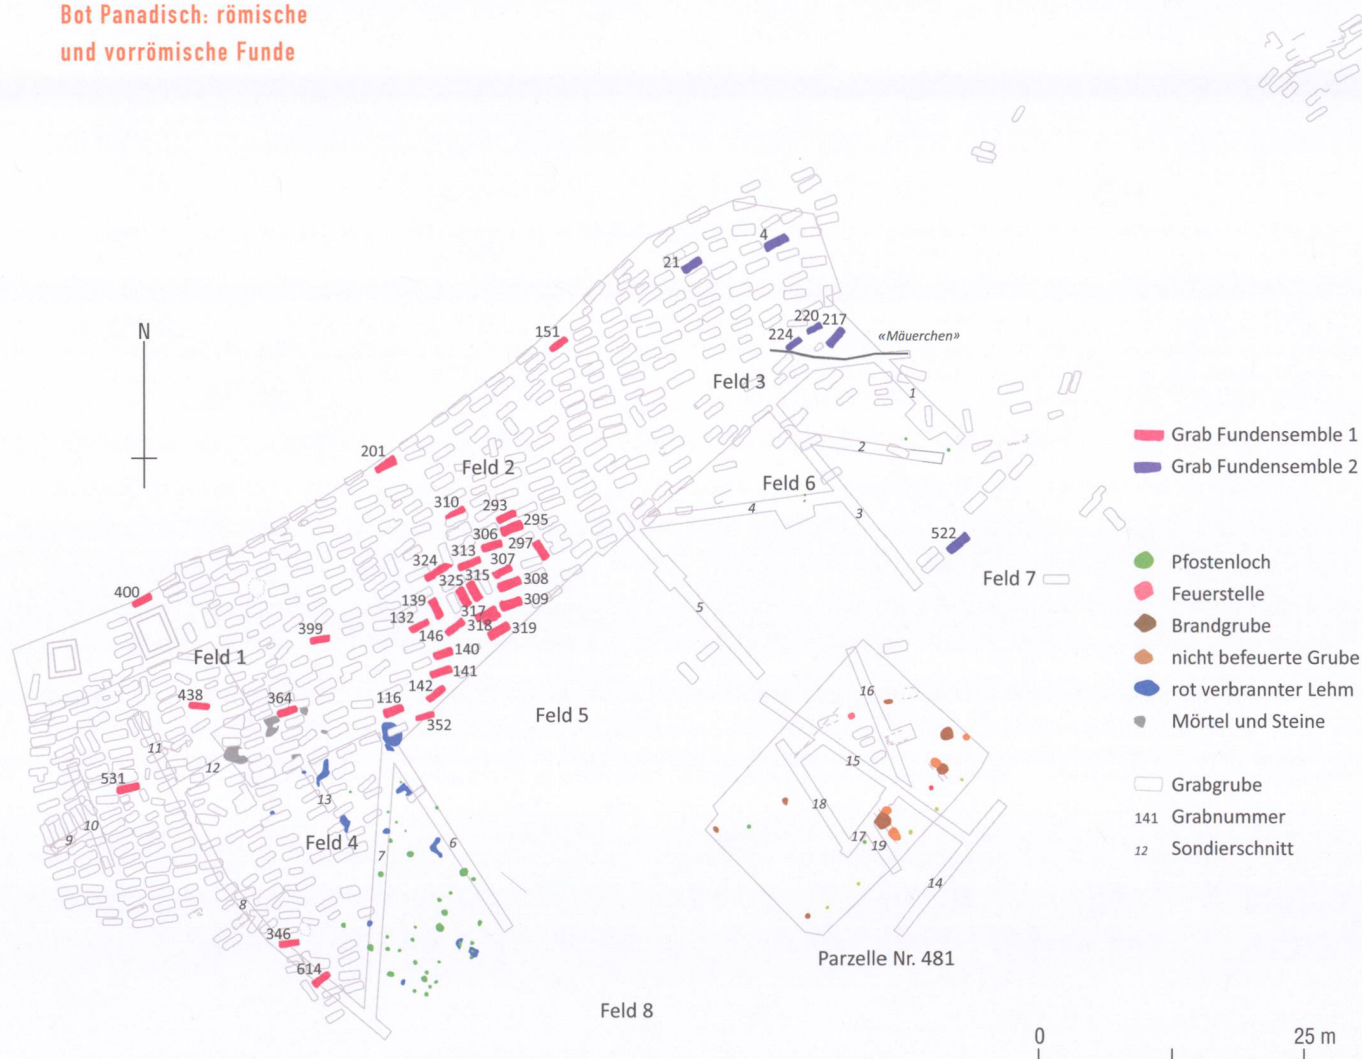 Bot Panadisch: römische
und vorrömische Funde
4
21
220
217
224
«Mäuerchen»
N
151
Feld 3
1
Grab Fundensemble 1
2
201
Feld 2
Grab Fundensemble 2
Feld 6
310
293
4
3
295
306
522
297
313
324
307
Pfostenloch
315
325
308
Feld 7
Feuerstelle
400
139
309
5
317
132
318
Brandgrube
399
146
319
140
Feld 1
nicht befeuerte Grube
141
142
16
rot verbrannter Lehm
438
364
116
Feld 5
352
Mörtel und Steine
11
12
15
531
13
Grabgrube
18
141
Grabnummer
10
9
Feld 4
6
17
19
12
Sondierschnitt
7
14
8
346
Parzelle Nr. 481
614
Feld 8
0
25 m